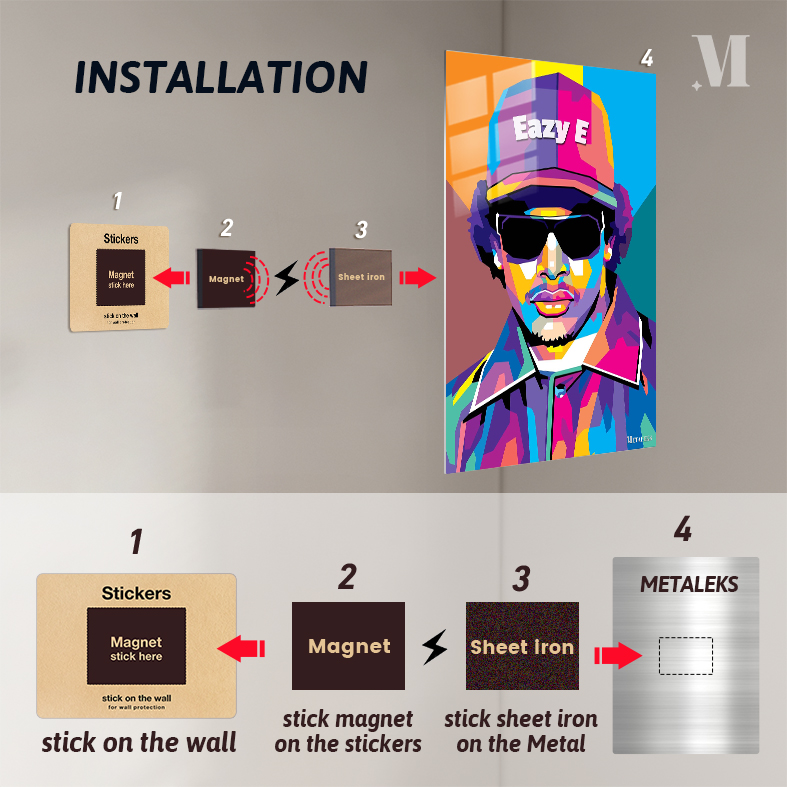 INSTALLATION
M
4
Eazy E
1
Stickers
Magnet
stick here
stick on the wall
for wall protection
2
Magnet
3
Sheet iron
1
Stickers
Magnet
stick here
stick on the wall
for wall protection
stick on the wall
2
Magnet
stick magnet
on the stickers
3
Sheet iron
stick sheet iron
on the Metal
4
METALEKS